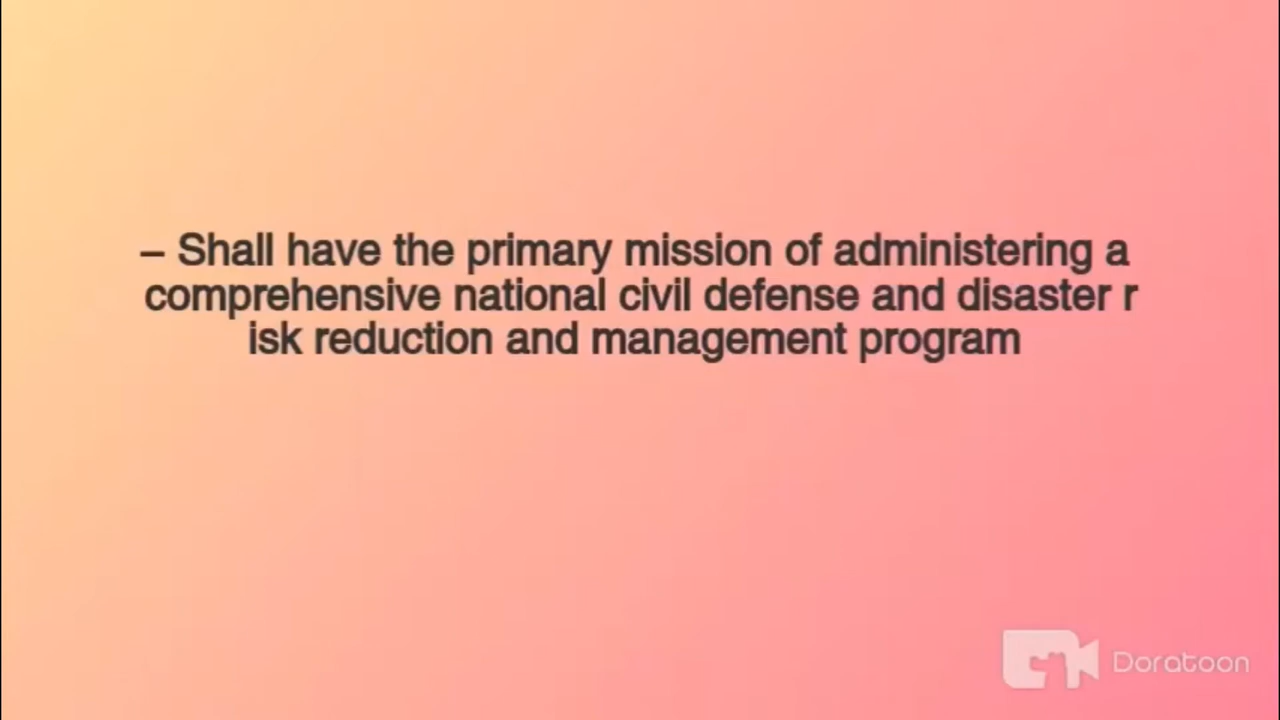 – Shall have the primary mission of administering a
comprehensive national civil defense and disaster r
isk reduction and management program
Doratoon